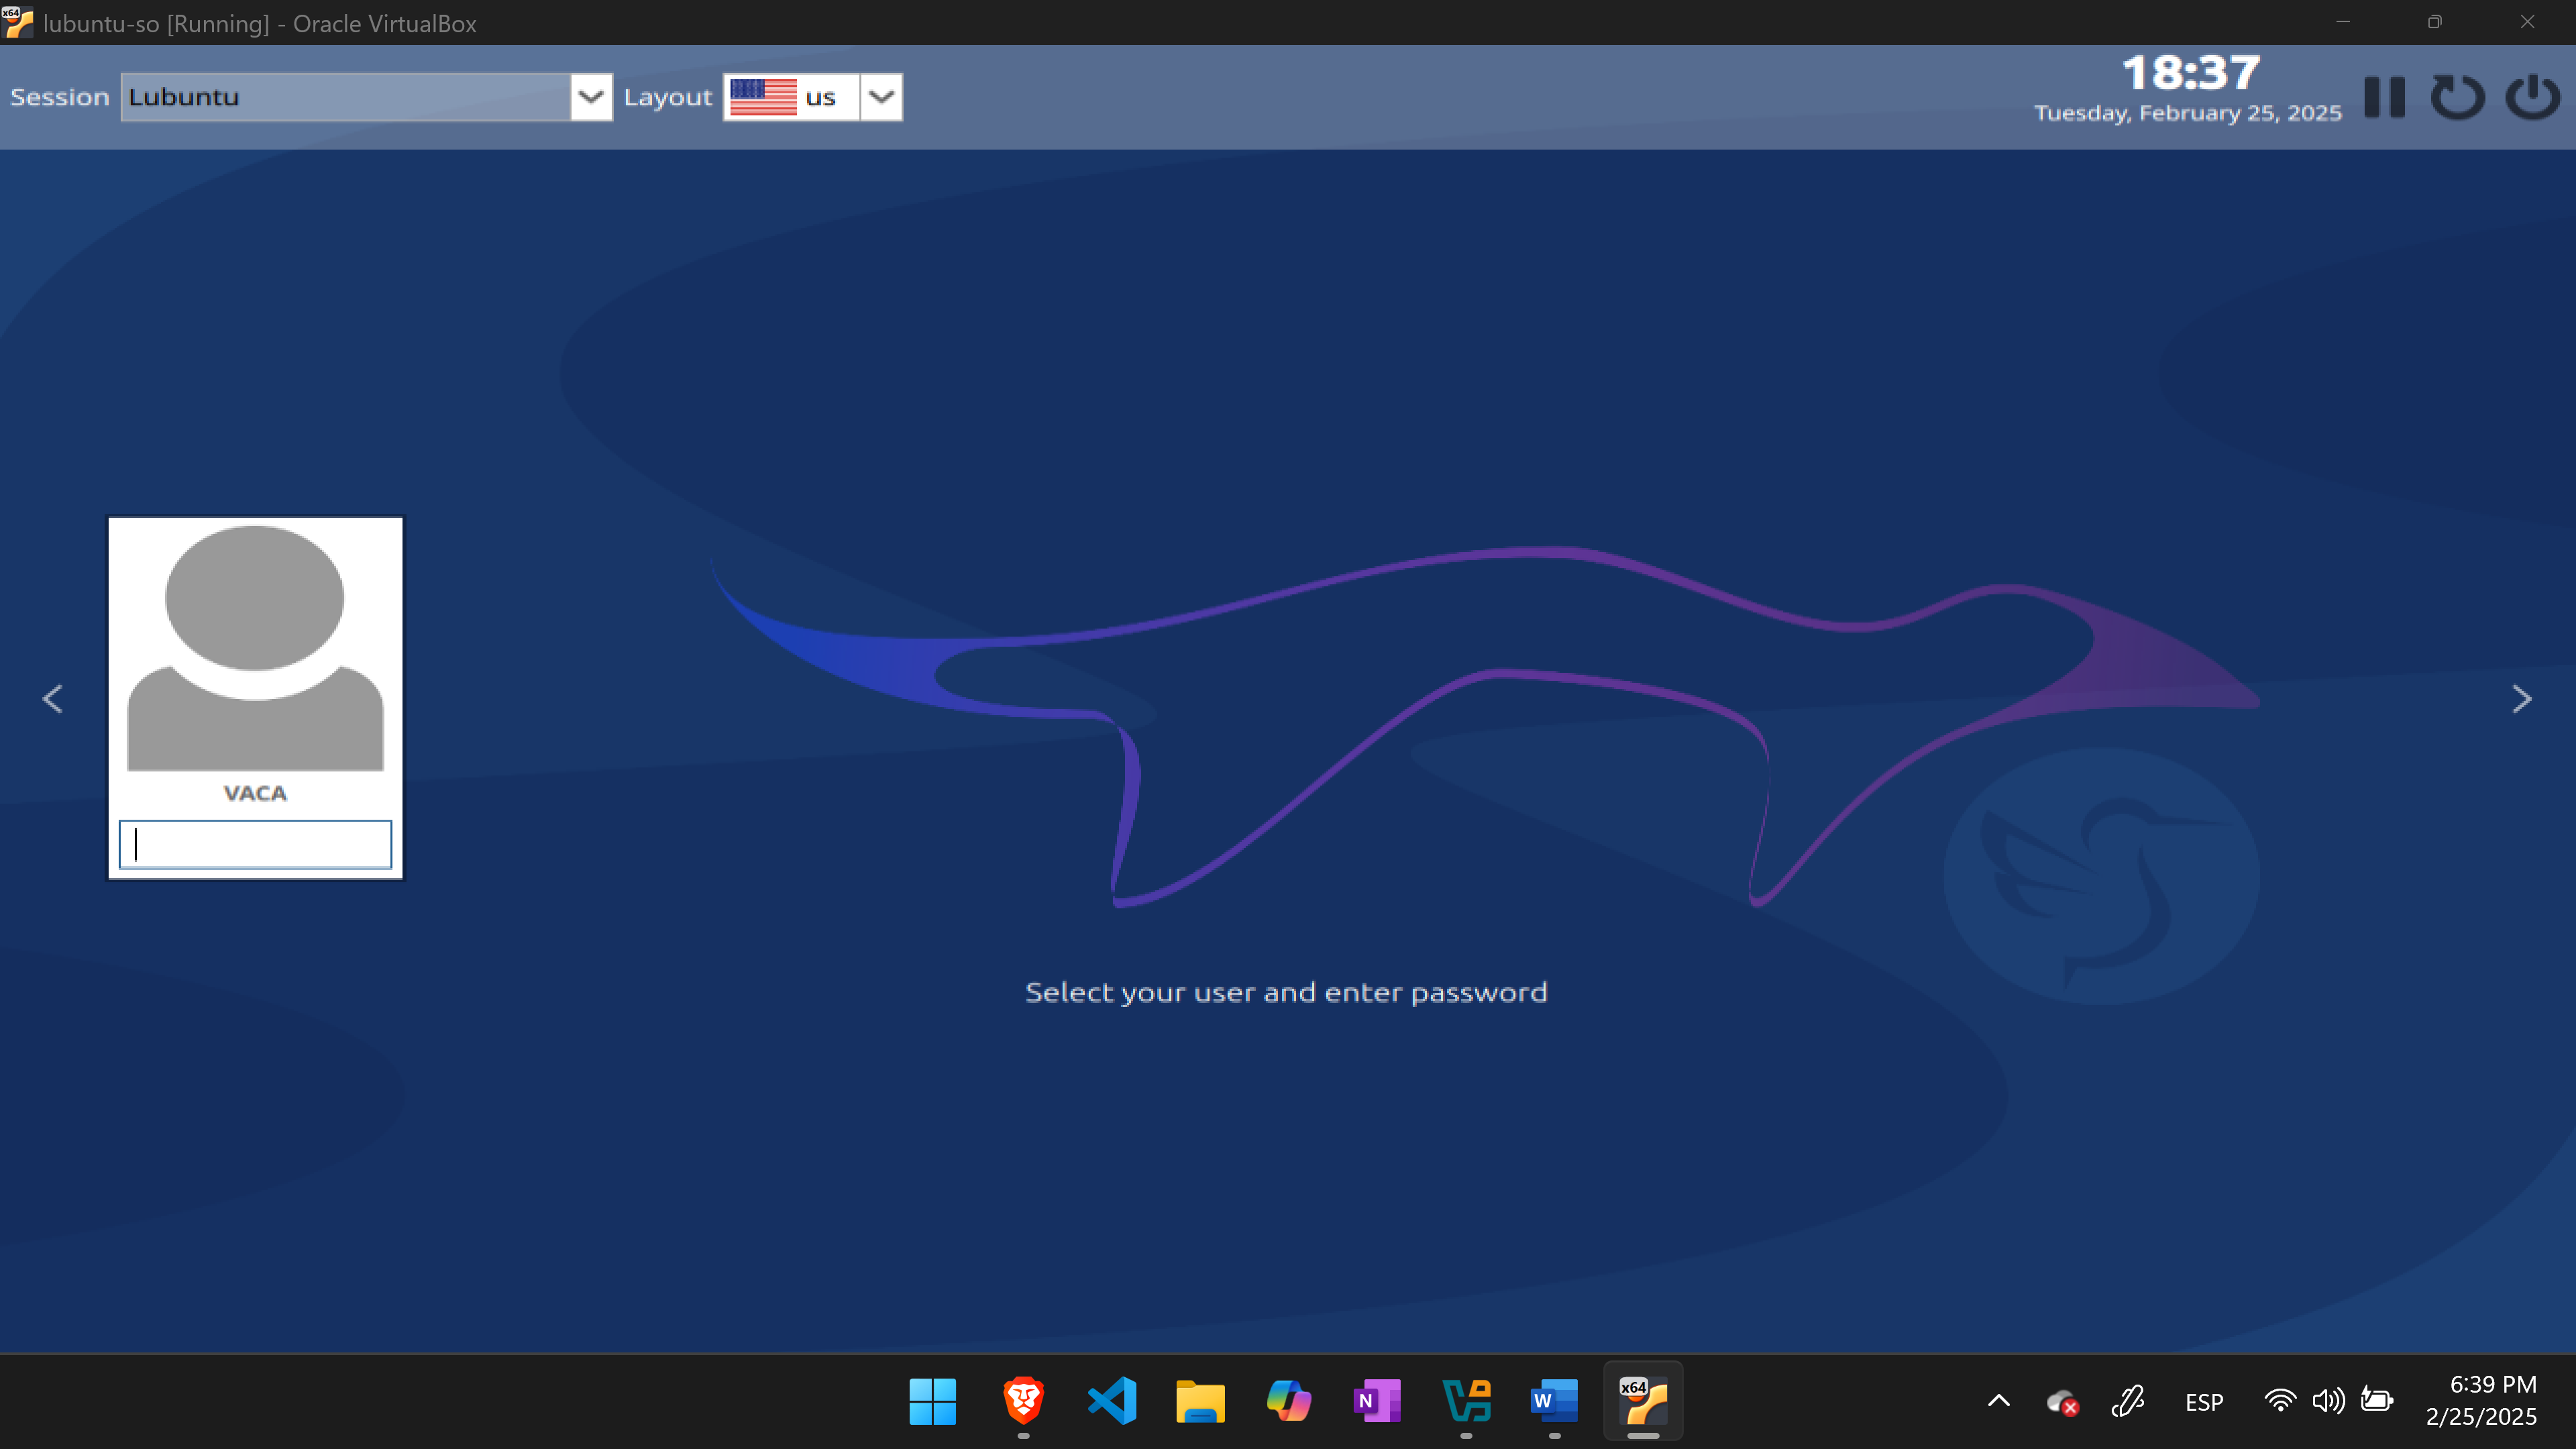 lubuntu-so [Running] - Oracle VirtualBox
Session Lubuntu Layout us
18:37
Tuesday, February 25, 2025
VACA
Select your user and enter password
x64
ESP
6:39 PM
2/25/2025